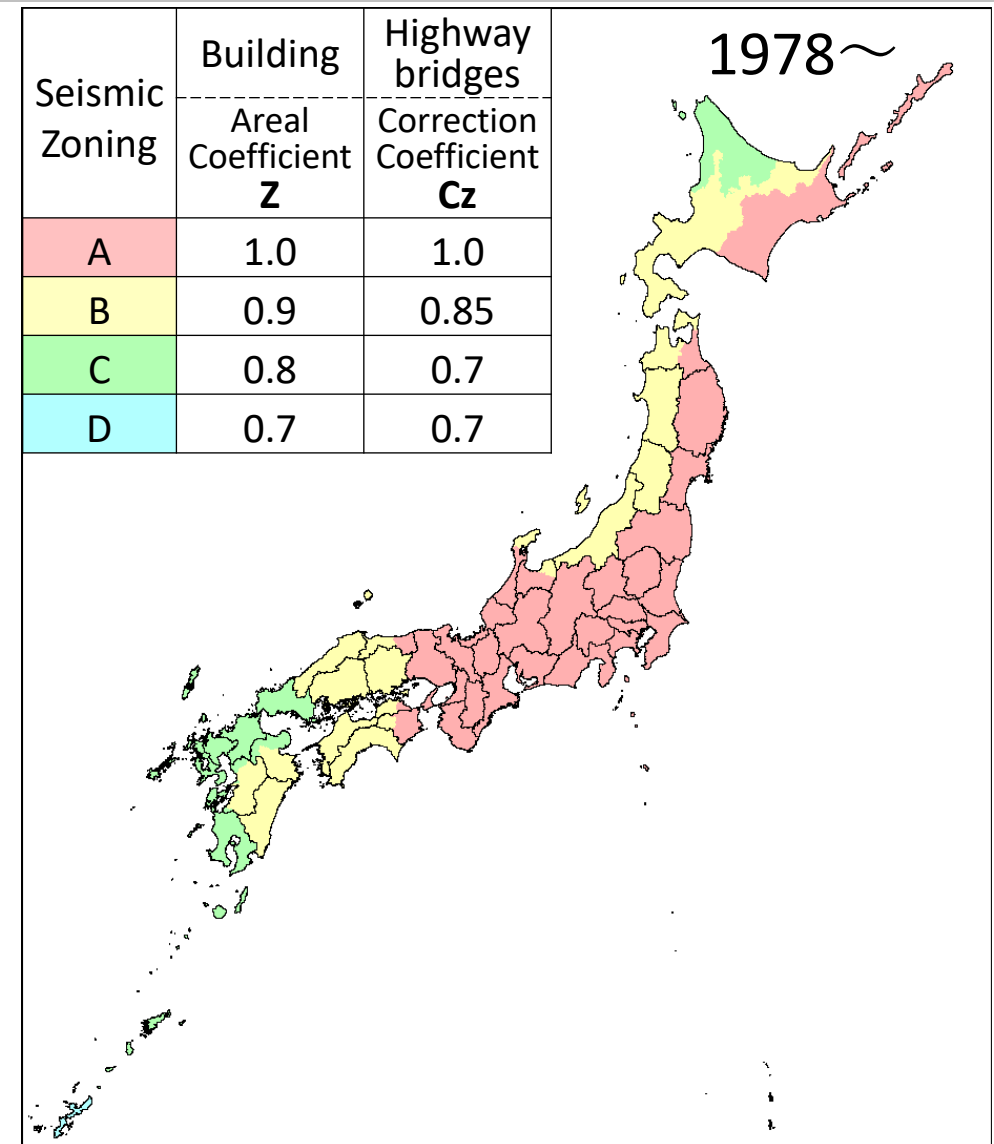 1978～
Seismic
Zoning
Building
Highway
bridges
Areal
Coefficient
Z
Correction
Coefficient
Cz
A 1.0 1.0
B 0.9 0.85
C 0.8 0.7
D 0.7 0.7